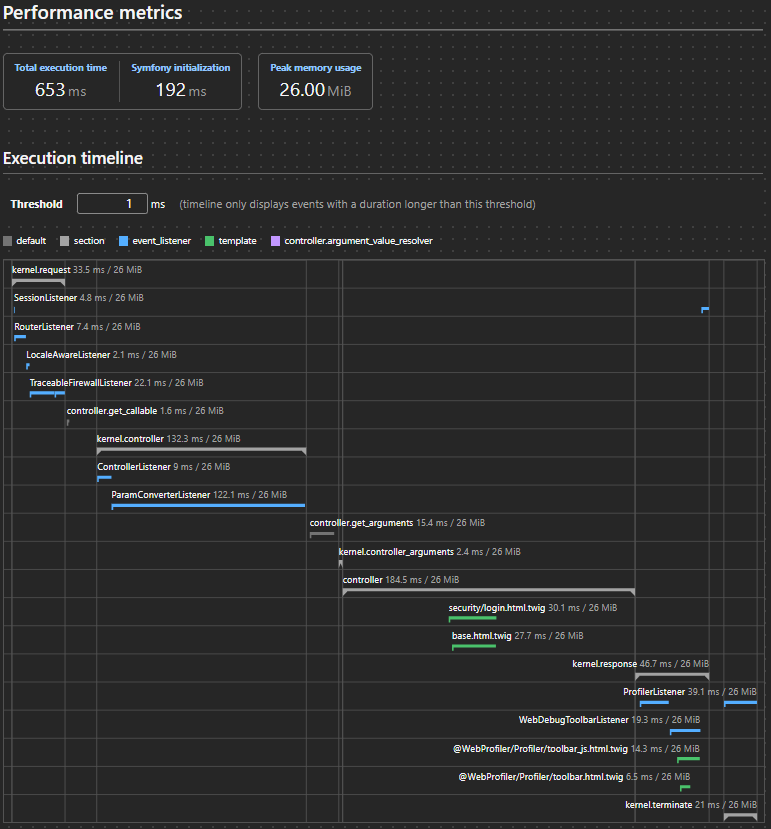 Performance metrics
Total execution time
Symfony initialization
Peak memory usage
653 ms
192 ms
26.00 MiB
Execution timeline
Threshold 1 ms (timeline only displays events with a duration longer than this threshold)
default section event_listener template controller.argument_value_resolver
kernel.request 33.5 ms / 26 MiB
SessionListener 4.8 ms / 26 MiB
RouterListener 7.4 ms / 26 MiB
LocaleAwareListener 2.1 ms / 26 MiB
TraceableFirewallListener 22.1 ms / 26 MiB
controller.get_callable 1.6 ms / 26 MiB
kernel.controller 132.3 ms / 26 MiB
ControllerListener 9 ms / 26 MiB
ParamConverterListener 122.1 ms / 26 MiB
controller.get_arguments 15.4 ms / 26 MiB
kernel.controller_arguments 2.4 ms / 26 MiB
controller 184.5 ms / 26 MiB
security/login.html.twig 30.1 ms / 26 MiB
base.html.twig 27.7 ms / 26 MiB
kernel.response 46.7 ms / 26 MiB
ProfilerListener 39.1 ms / 26 MiB
WebDebugToolbarListener 19.3 ms / 26 MiB
@WebProfiler/Profiler/toolbar_js.html.twig 14.3 ms / 26 MiB
@WebProfiler/Profiler/toolbar.html.twig 6.5 ms / 26 MiB
kernel.terminate 21 ms / 26 MiB